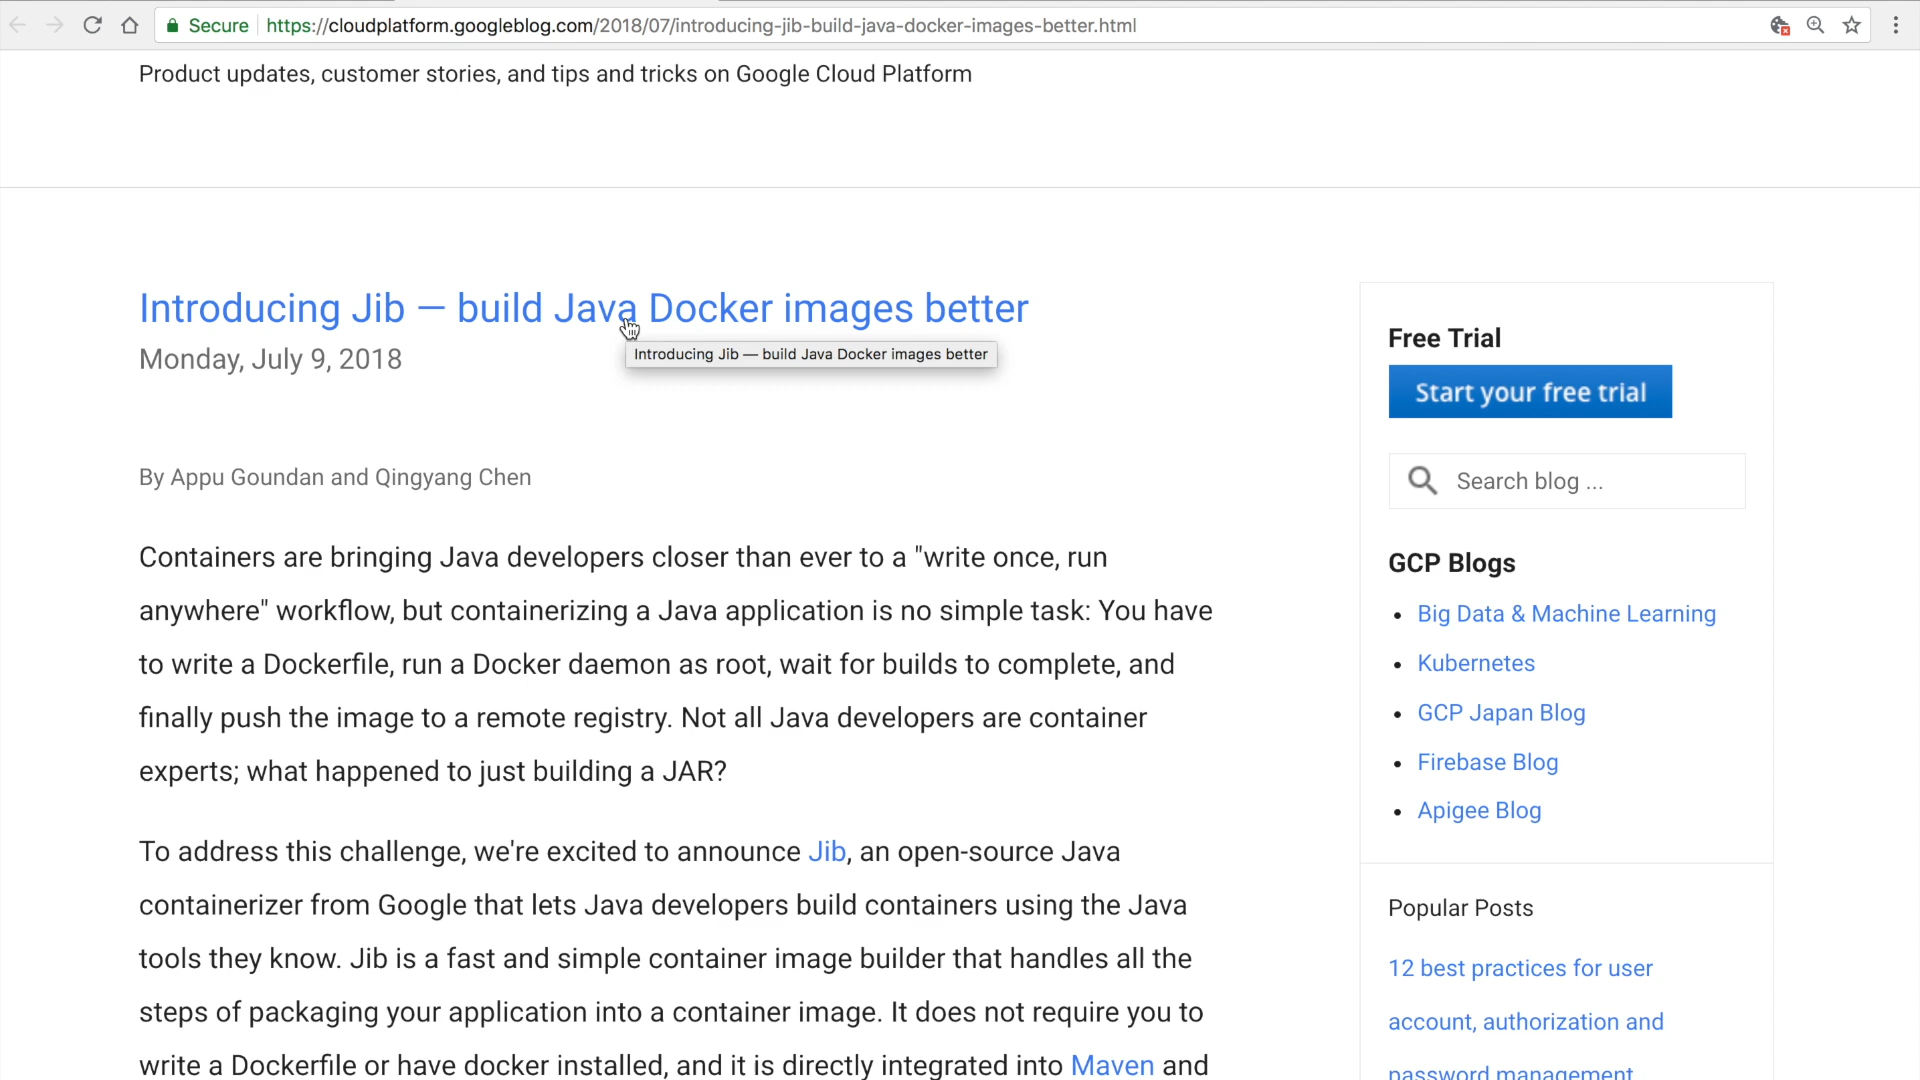 Secure https://cloudplatform.googleblog.com/2018/07/introducing-jib-build-java-docker-images-better.html
Product updates, customer stories, and tips and tricks on Google Cloud Platform
Introducing Jib — build Java Docker images better
Monday, July 9, 2018
Introducing Jib — build Java Docker images better
By Appu Goundan and Qingyang Chen
Containers are bringing Java developers closer than ever to a "write once, run
anywhere" workflow, but containerizing a Java application is no simple task: You have
to write a Dockerfile, run a Docker daemon as root, wait for builds to complete, and
finally push the image to a remote registry. Not all Java developers are container
experts; what happened to just building a JAR?
To address this challenge, we're excited to announce Jib, an open-source Java
containerizer from Google that lets Java developers build containers using the Java
tools they know. Jib is a fast and simple container image builder that handles all the
steps of packaging your application into a container image. It does not require you to
write a Dockerfile or have docker installed, and it is directly integrated into Maven and
Free Trial
Start your free trial
Search blog ...
GCP Blogs
• Big Data & Machine Learning
• Kubernetes
• GCP Japan Blog
• Firebase Blog
• Apigee Blog
Popular Posts
12 best practices for user
account, authorization and
password management